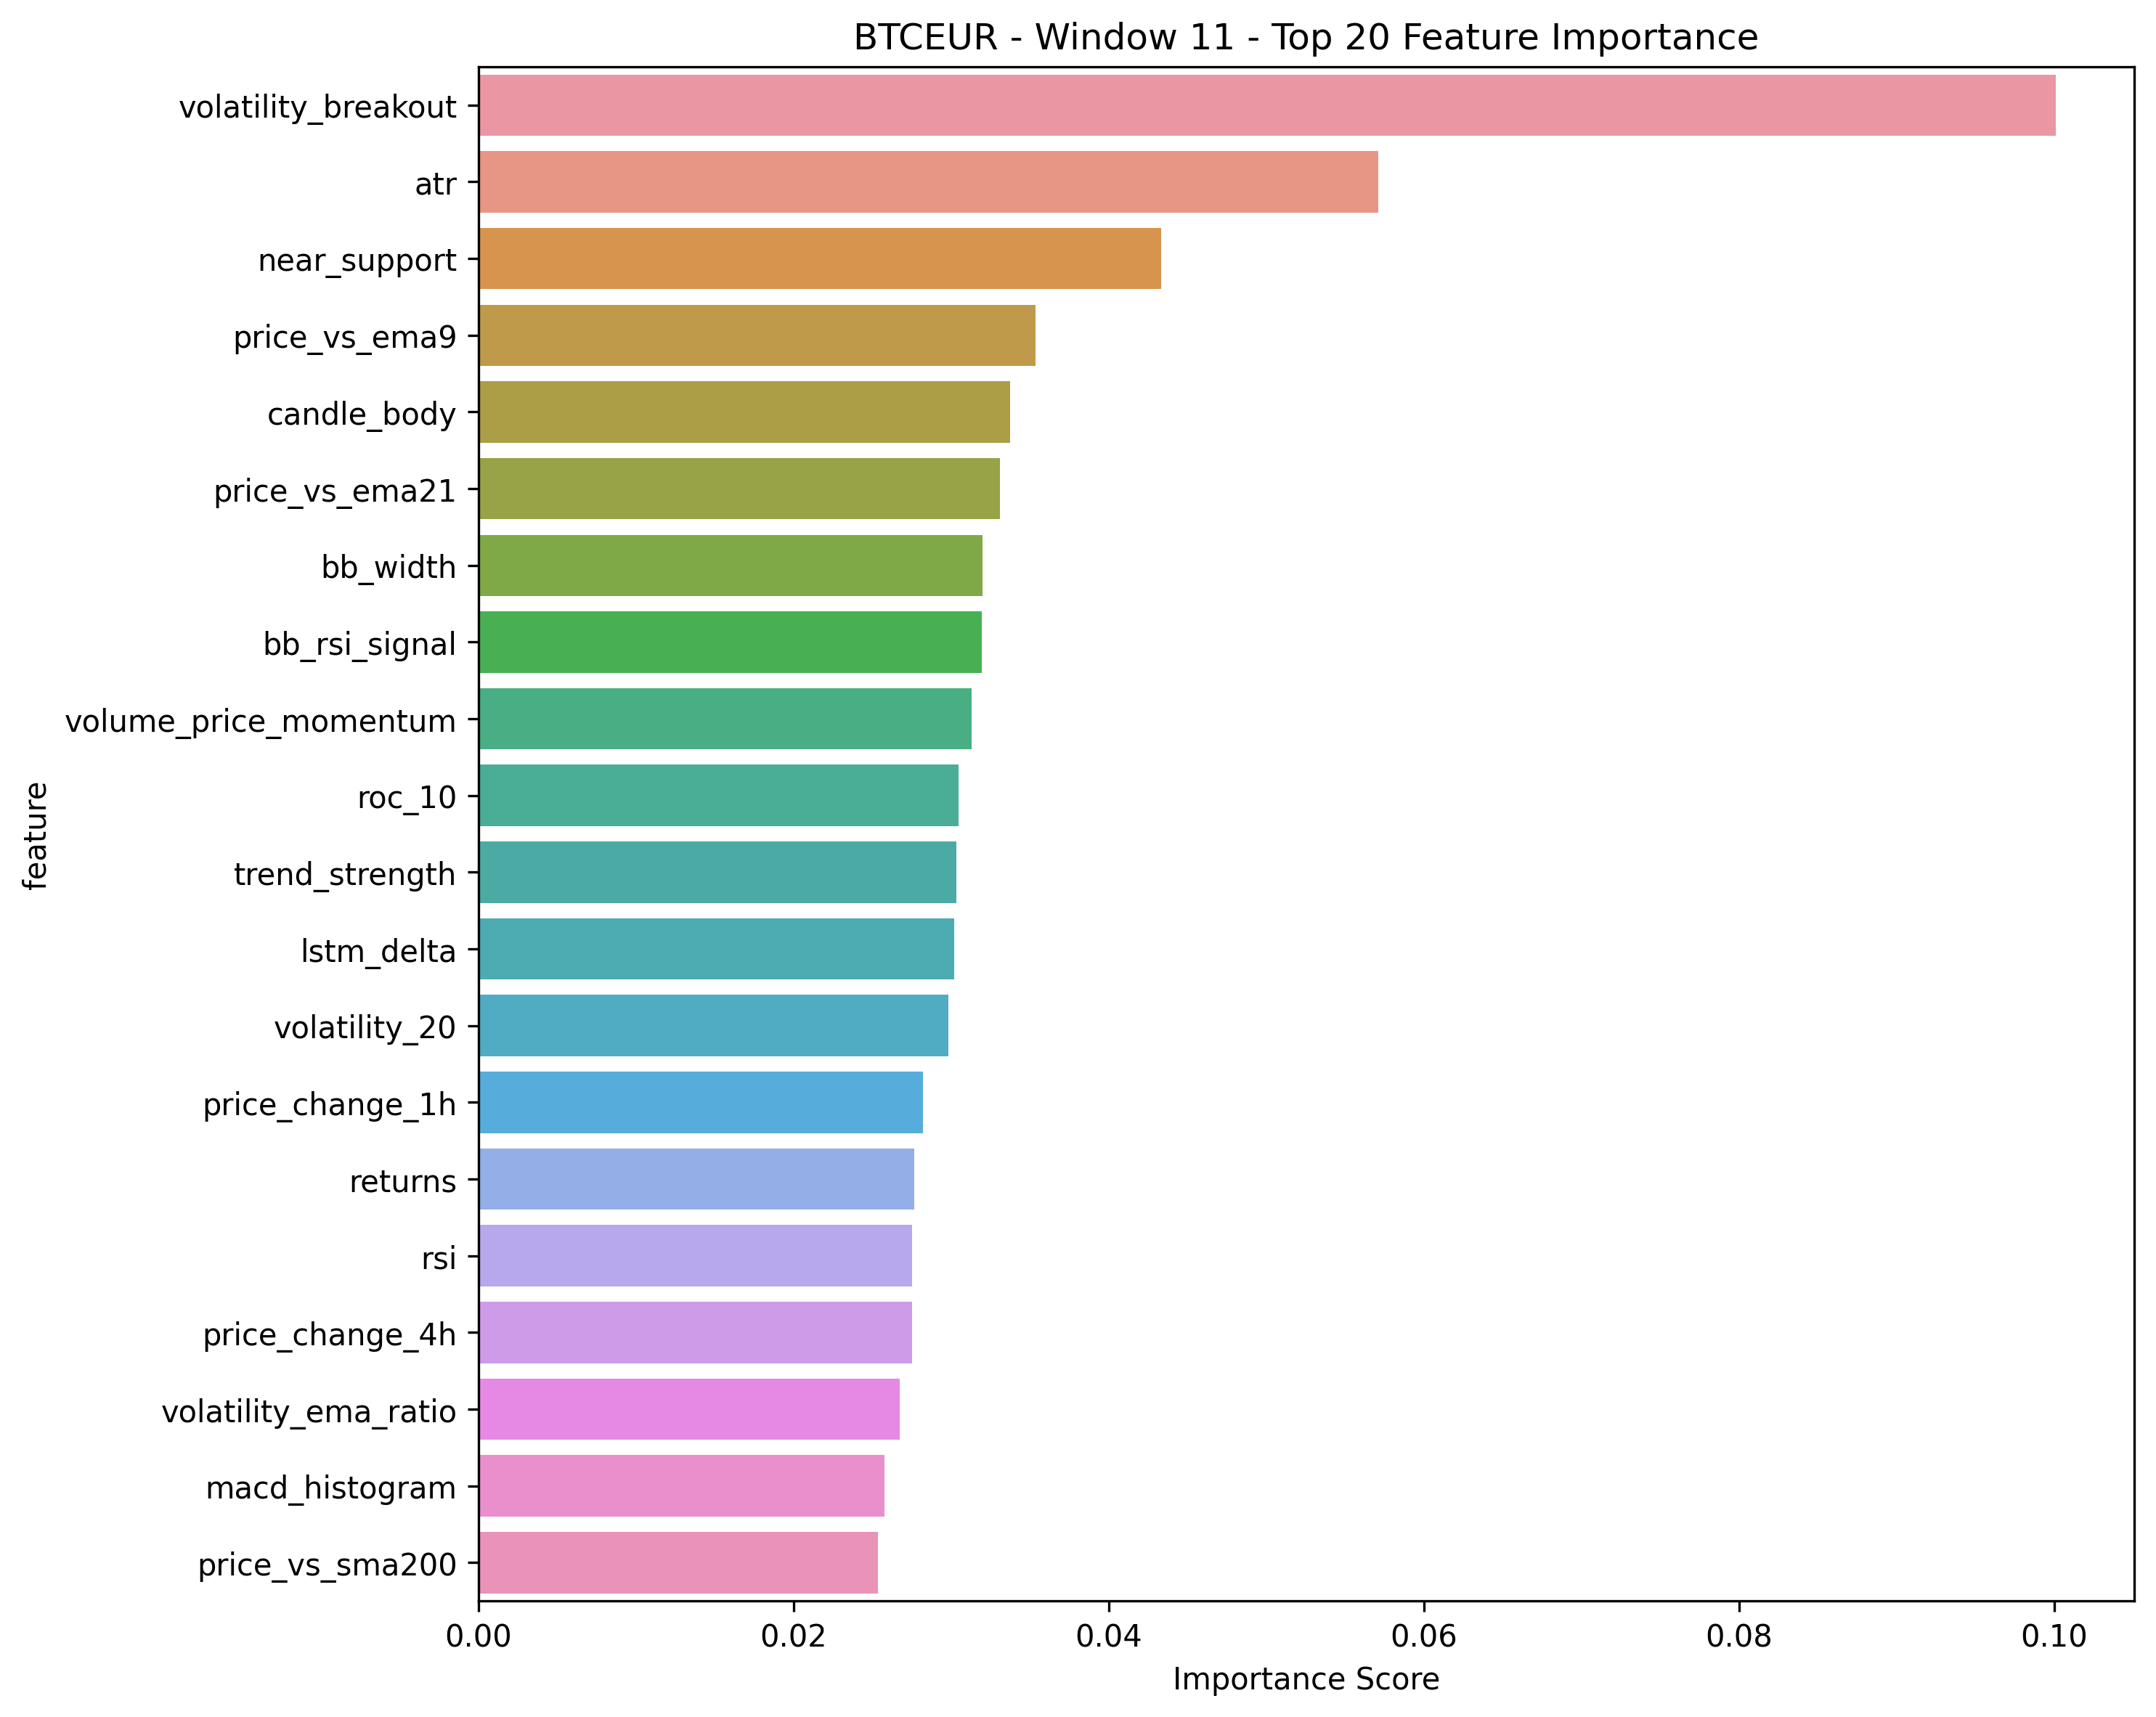 BTCEUR - Window 11 - Top 20 Feature Importance
volatility_breakout
atr
near_support
price_vs_ema9
candle_body
price_vs_ema21
bb_width
bb_rsi_signal
volume_price_momentum
roc_10
trend_strength
lstm_delta
volatility_20
price_change_1h
returns
rsi
price_change_4h
volatility_ema_ratio
macd_histogram
price_vs_sma200
feature
0.00 0.02 0.04 0.06 0.08 0.10
Importance Score